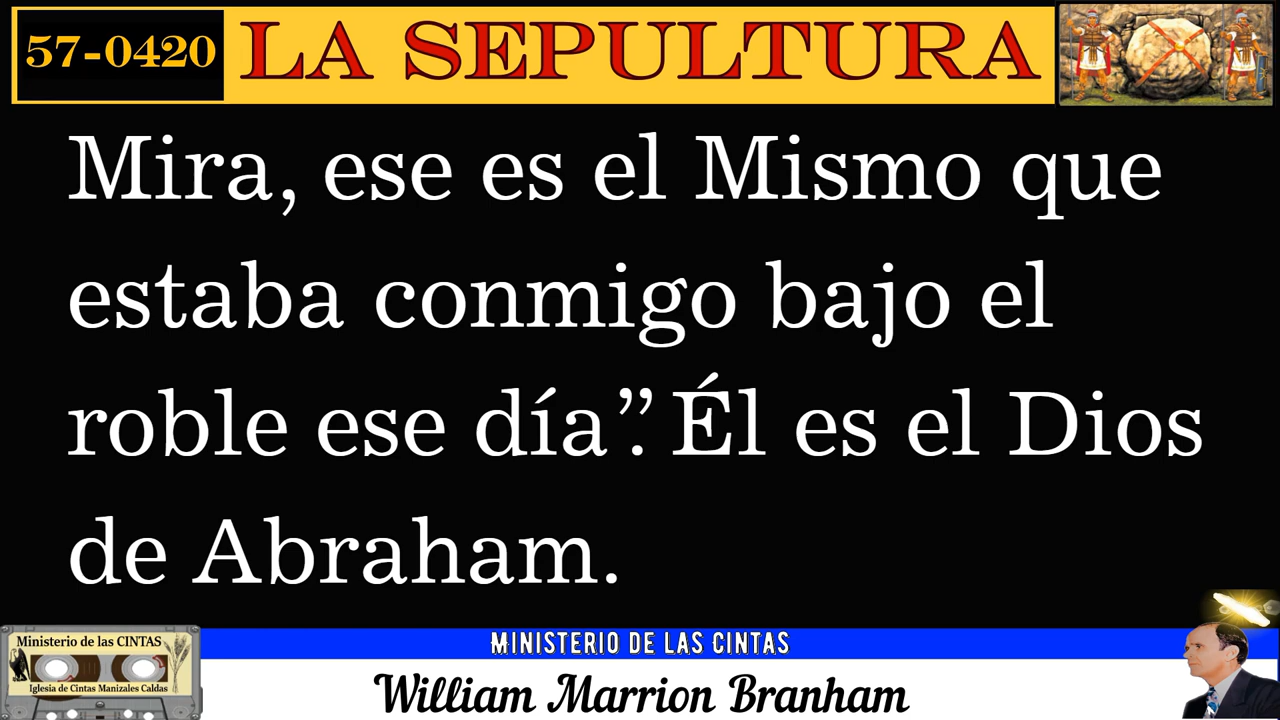 57-0420 LA SEPULTURA
Mira, ese es el Mismo que
estaba conmigo bajo el
roble ese día”. Él es el Dios
de Abraham.
Ministerio de las CINTAS
Iglesia de Cintas Manizales Caldas
MINISTERIO DE LAS CINTAS
William Marrion Branham